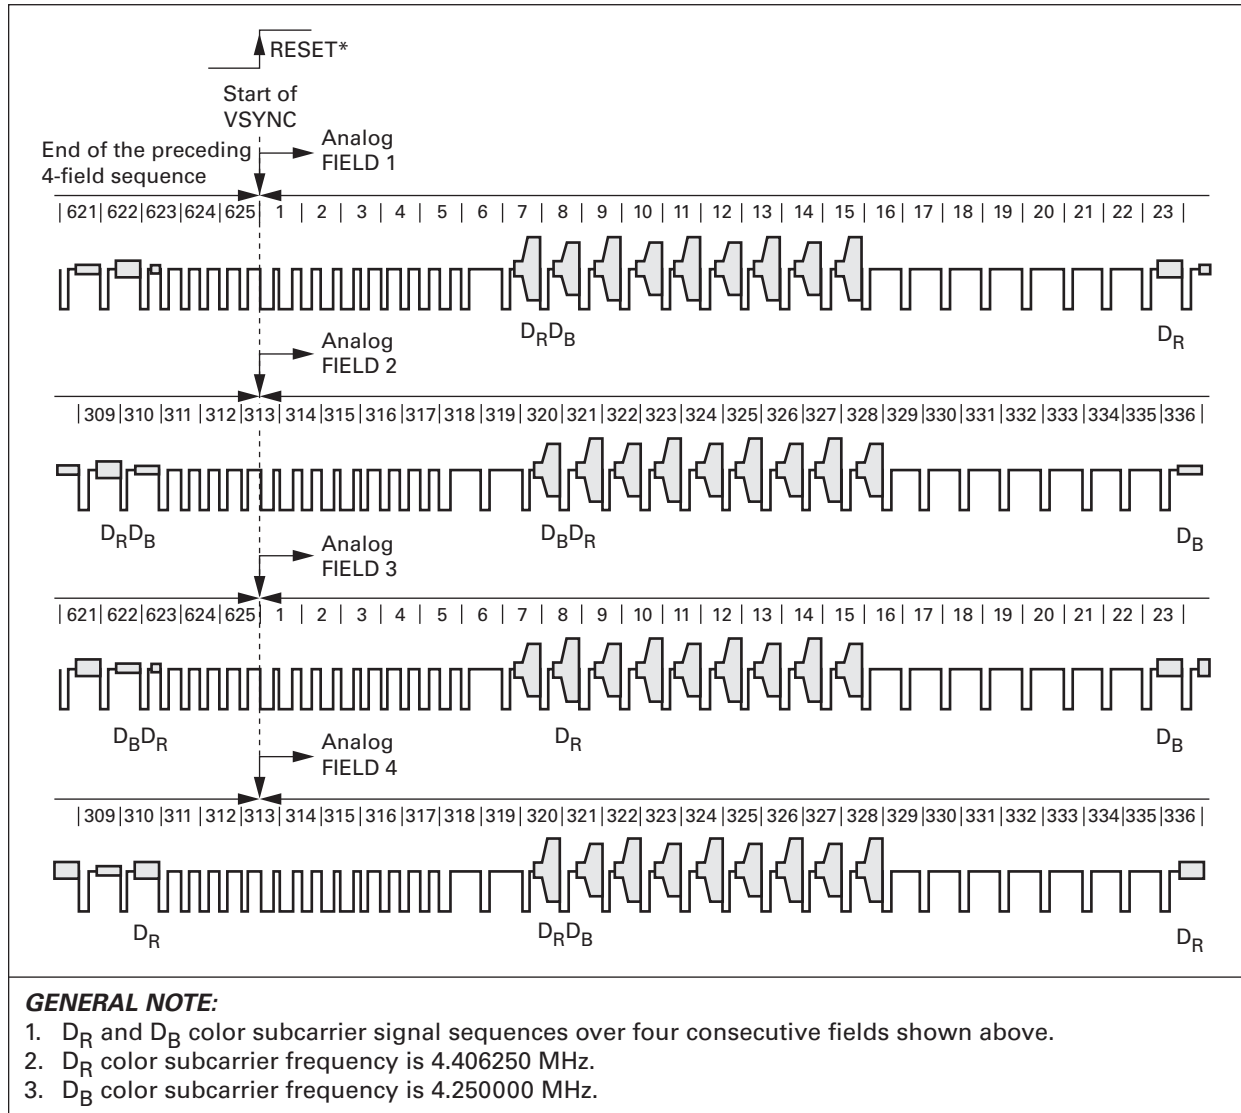 RESET*
Start of
VSYNC
Analog
FIELD 1
End of the preceding
4-field sequence
| 621| 622 | 623|624| 625| 1 | 2 | 3 | 4 | 5 | 6 | 7 | 8 | 9 | 10 | 11 | 12 | 13 | 14 | 15 | 16 | 17 | 18 | 19 | 20 | 21 | 22 | 23 |
DRDB
DR
Analog
FIELD 2
|309|310|311 |312|313|314|315|316|317|318|319|320|321|322|323|324|325|326|327|328|329|330|331|332|333|334|335|336|
DRDB
DBDR
DB
Analog
FIELD 3
| 621| 622 | 623| 624 | 625| 1 | 2 | 3 | 4 | 5 | 6 | 7 | 8 | 9 | 10 | 11 | 12 | 13 | 14 | 15 | 16 | 17 | 18 | 19 | 20 | 21 | 22 | 23 |
DBDR
DR
DB
Analog
FIELD 4
|309|310|311 |312|313|314|315|316|317|318|319|320|321|322|323|324|325|326|327|328|329|330|331|332|333|334|335|336|
DR
DRDB
DR
GENERAL NOTE:
1. DR and DB color subcarrier signal sequences over four consecutive fields shown above.
2. DR color subcarrier frequency is 4.406250 MHz.
3. DB color subcarrier frequency is 4.250000 MHz.